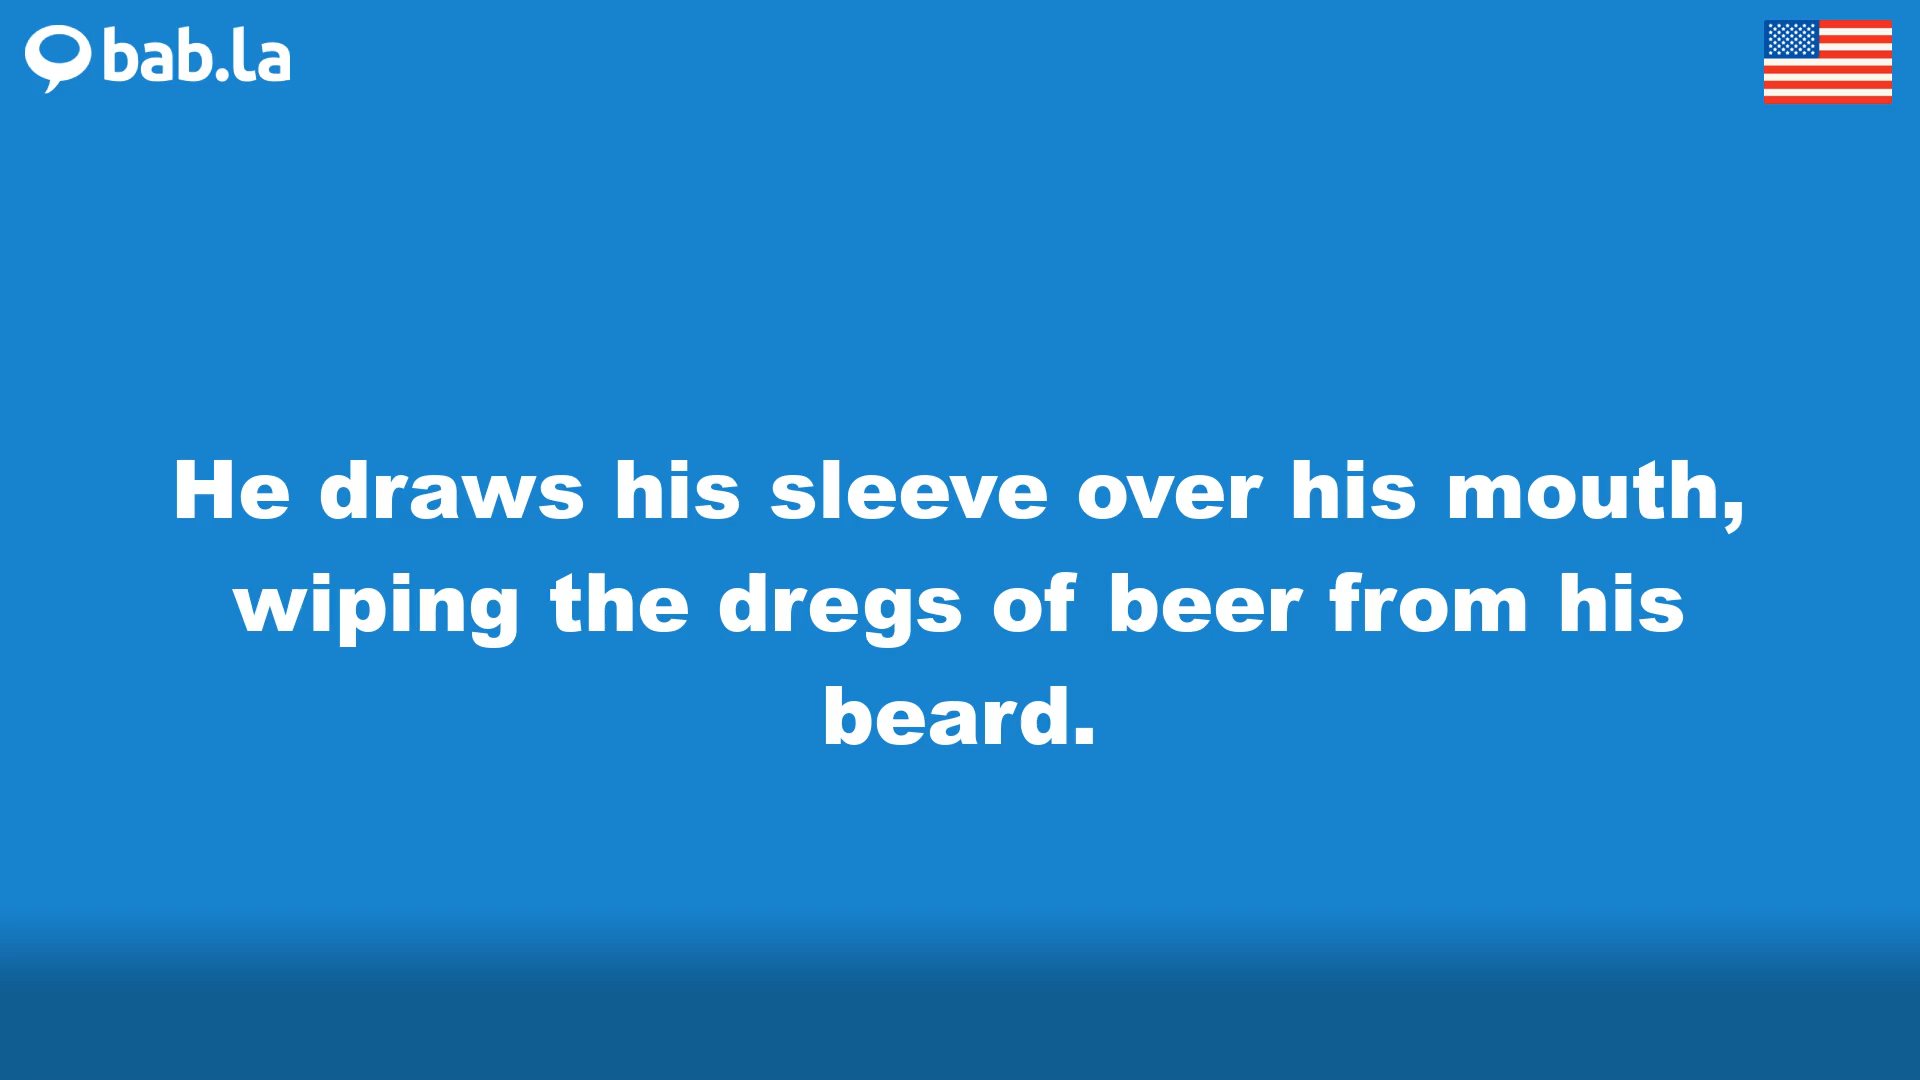 bab.la
He draws his sleeve over his mouth,
wiping the dregs of beer from his
beard.